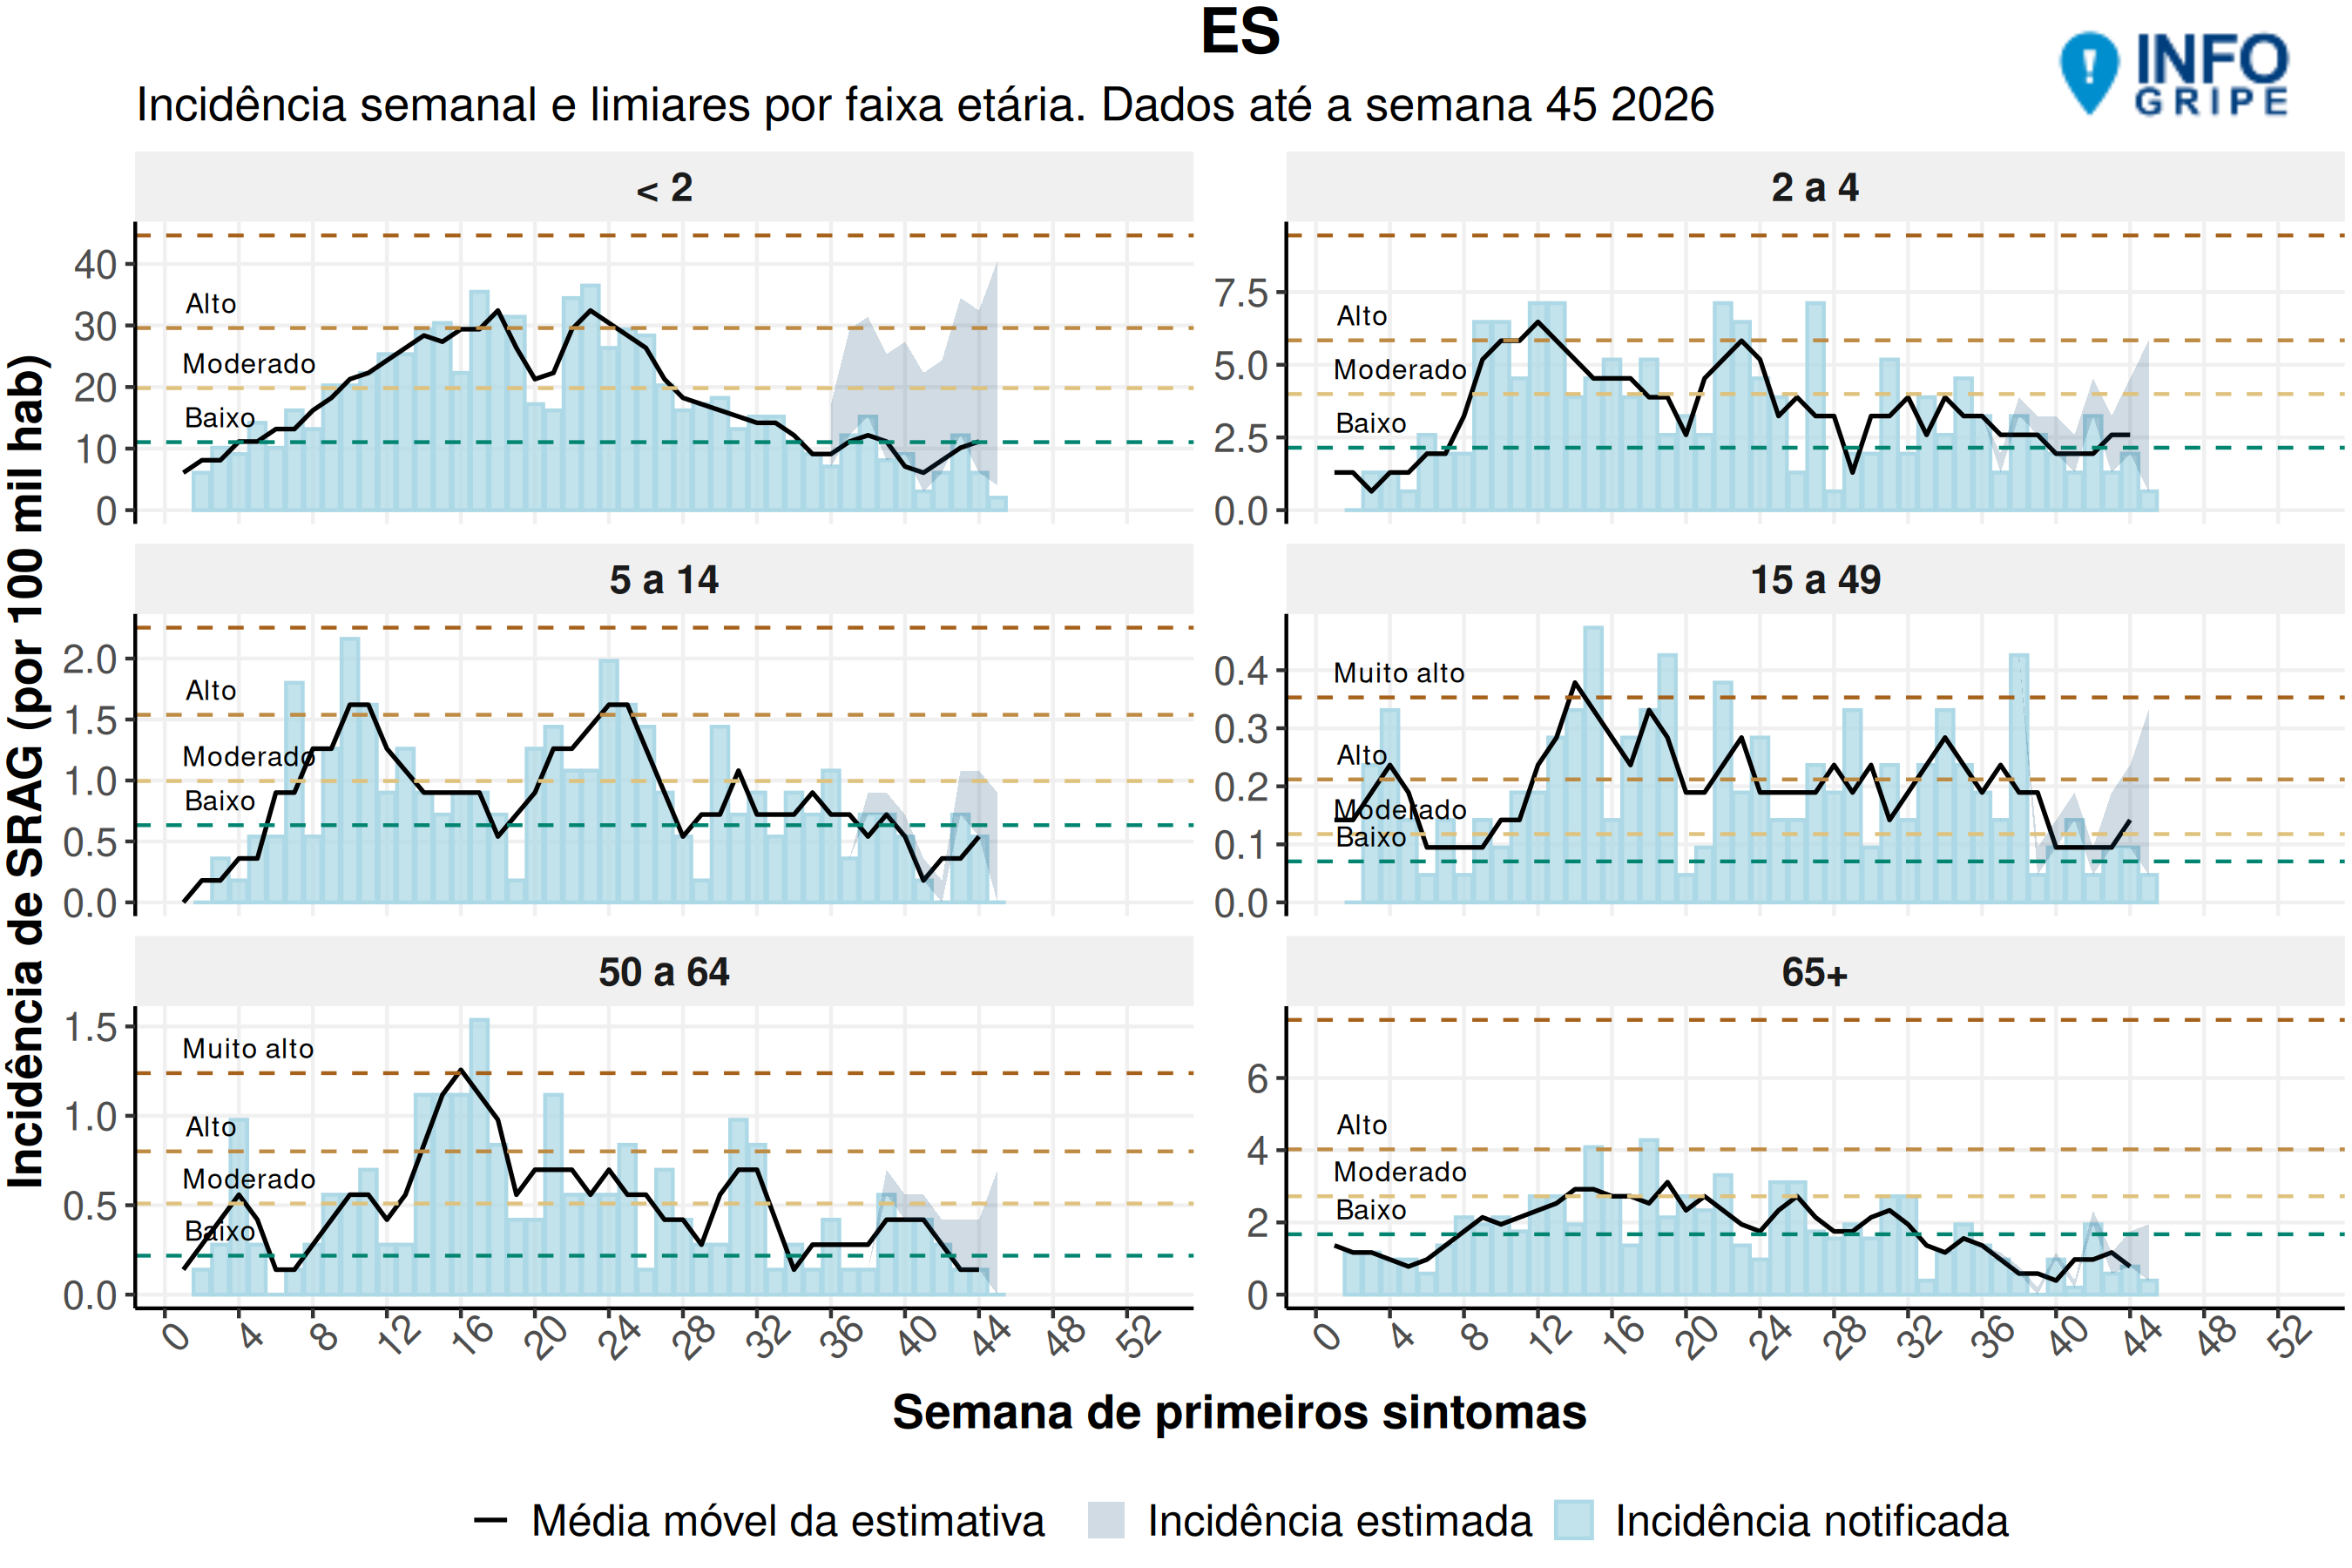 ES
INFO
GRIPE
Incidência semanal e limiares por faixa etária. Dados até a semana 45 2026
Incidência de SRAG (por 100 mil hab)
< 2
40
30
20
10
0
Alto
Moderado
Baixo
2 a 4
7.5
5.0
2.5
0.0
Alto
Moderado
Baixo
5 a 14
2.0
1.5
1.0
0.5
0.0
Alto
Moderado
Baixo
15 a 49
0.4
0.3
0.2
0.1
0.0
Muito alto
Alto
Moderado
Baixo
50 a 64
1.5
1.0
0.5
0.0
Muito alto
Alto
Moderado
Baixo
65+
6
4
2
0
Alto
Moderado
Baixo
0 4 8 12 16 20 24 28 32 36 40 44 48 52
0 4 8 12 16 20 24 28 32 36 40 44 48 52
Semana de primeiros sintomas
Média móvel da estimativa Incidência estimada Incidência notificada